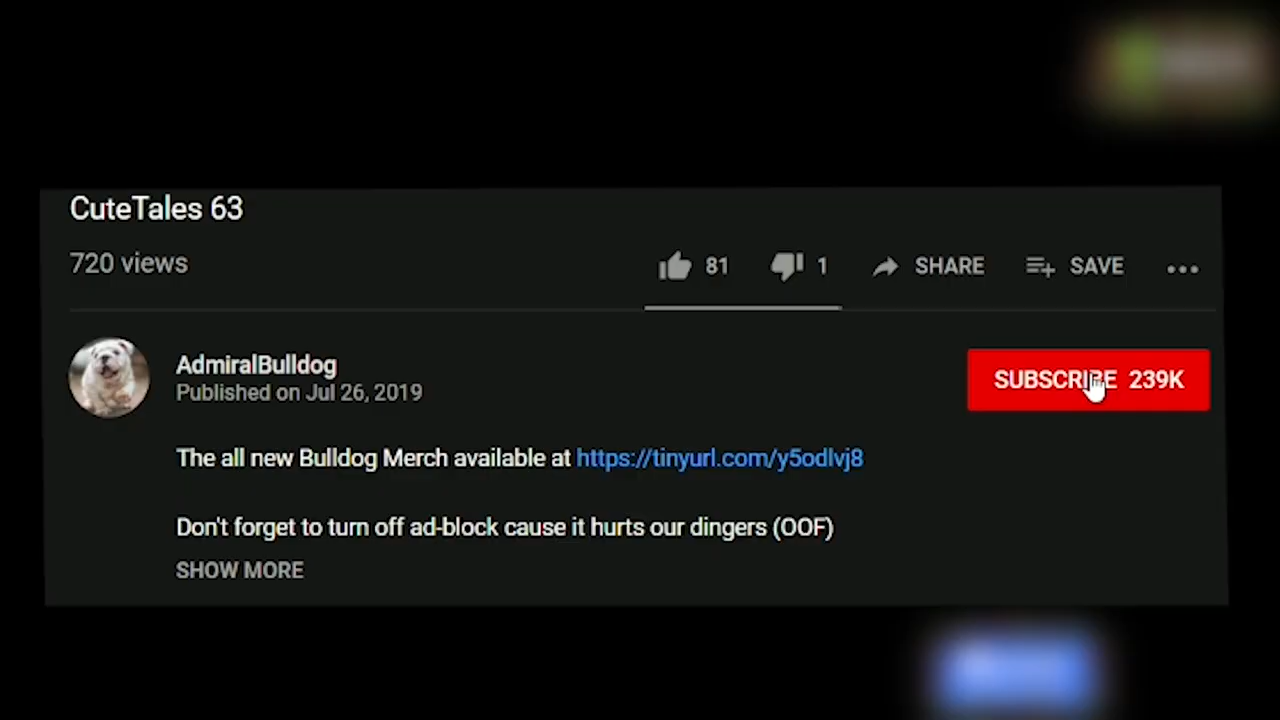 CuteTales 63
720 views
81 1 SHARE SAVE
AdmiralBulldog
SUBSCRIBE 239K
Published on Jul 26, 2019
The all new Bulldog Merch available at https://tinyurl.com/y5odlvj8
Don't forget to turn off ad-block cause it hurts our dingers (OOF)
SHOW MORE